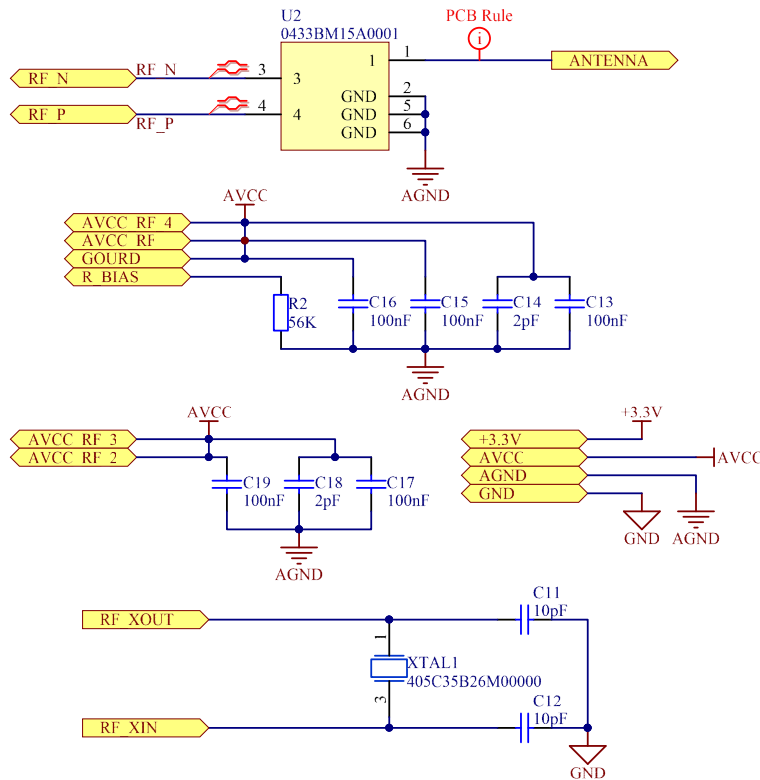 U2
PCB Rule
0433BM15A0001
i
RF_N
RF_N
3
3
1
1
ANTENNA
RF_P
RF_P
4
4
GND
2
GND
5
GND
6
AGND
AVCC
AVCC_RF_4
AVCC_RF
GOURD
R_BIAS
R2
56K
C16
100nF
C15
100nF
C14
2pF
C13
100nF
AGND
AVCC
AVCC_RF_3
AVCC_RF_2
C19
100nF
C18
2pF
C17
100nF
AGND
+3.3V
+3.3V
AVCC
AVCC
AGND
GND
GND
AGND
RF_XOUT
C11
10pF
1
XTAL1
405C35B26M00000
3
RF_XIN
C12
10pF
GND